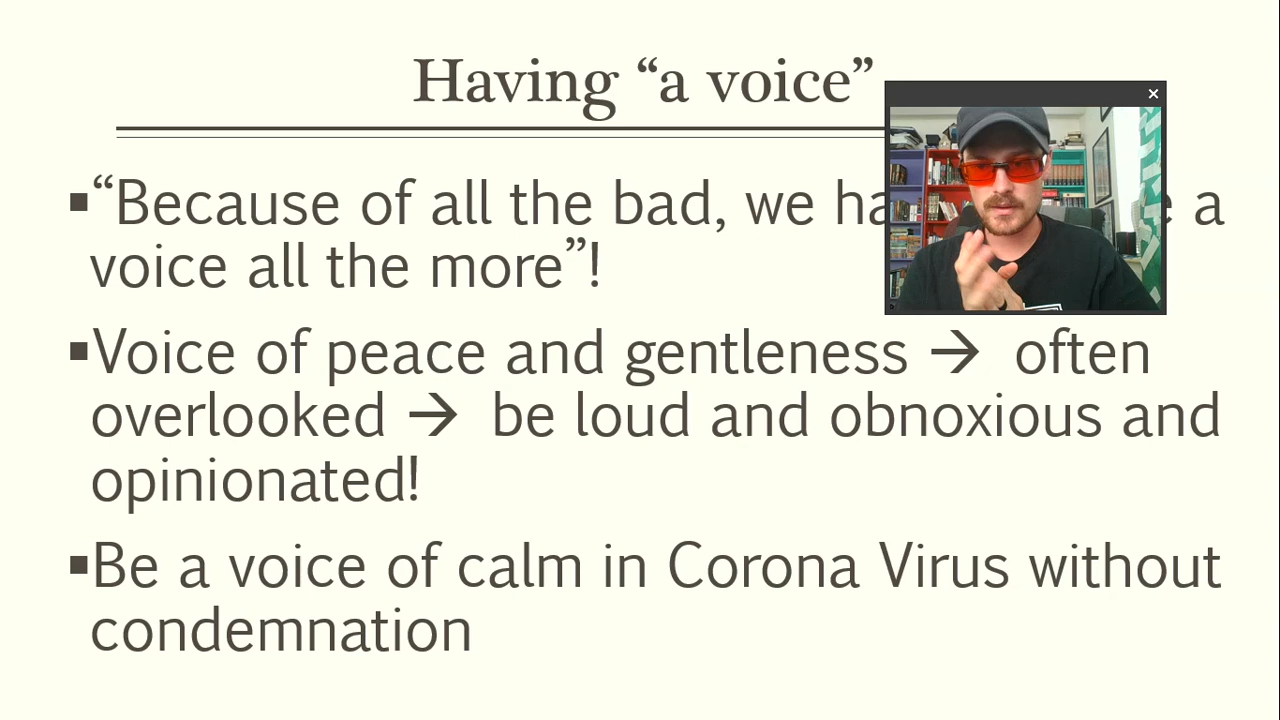 Having “a voice”
▪“Because of all the bad, we a
voice all the more”!
▪Voice of peace and gentleness → often
overlooked → be loud and obnoxious and
opinionated!
▪Be a voice of calm in Corona Virus without
condemnation